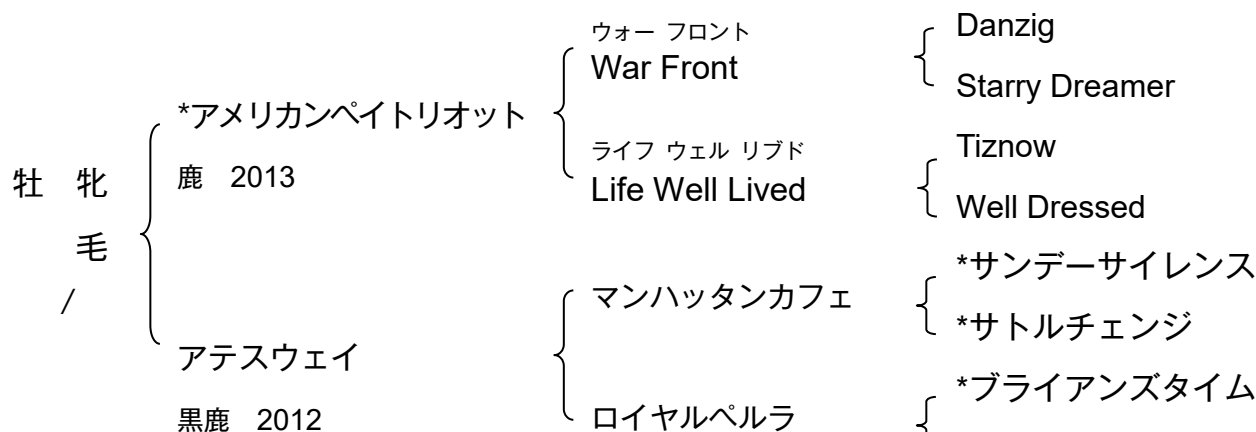 牡 牝
毛
/
*アメリカンペイトリオット
鹿 2013
アテスウェイ
黒鹿 2012
ウォー フロント
War Front
ライフ ウェル リブド
Life Well Lived
マンハッタンカフェ
ロイヤルペルラ
Danzig
Starry Dreamer
Tiznow
Well Dressed
*サンデーサイレンス
*サトルチェンジ
*ブライアンズタイム